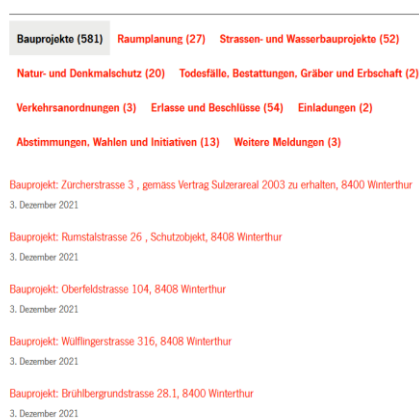 Bauprojekte (581) Raumplanung (27) Strassen- und Wasserbauprojekte (52)
Natur- und Denkmalschutz (20) Todesfälle, Bestattungen, Gräber und Erbschaft (2)
Verkehrsanordnungen (3) Erlasse und Beschlüsse (54) Einladungen (2)
Abstimmungen, Wahlen und Initiativen (13) Weitere Meldungen (3)
Bauprojekt: Zürcherstrasse 3 , gemäss Vertrag Sulzerareal 2003 zu erhalten, 8400 Winterthur
3. Dezember 2021
Bauprojekt: Rumstalstrasse 26 , Schutzobjekt, 8408 Winterthur
3. Dezember 2021
Bauprojekt: Oberfeldstrasse 104, 8408 Winterthur
3. Dezember 2021
Bauprojekt: Wülflingerstrasse 316, 8408 Winterthur
3. Dezember 2021
Bauprojekt: Brühlbergrundstrasse 28.1, 8400 Winterthur
3. Dezember 2021